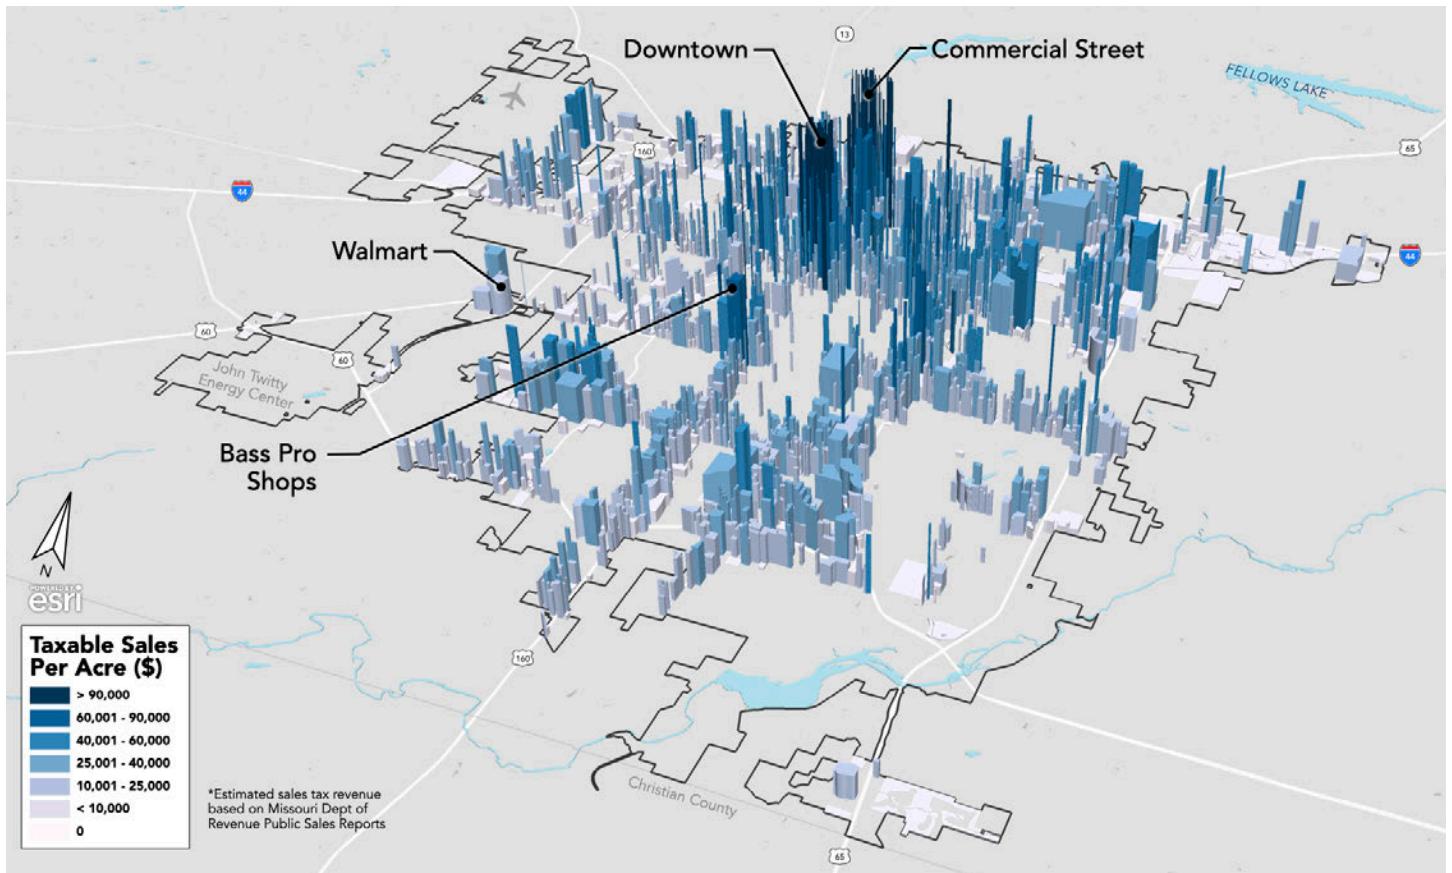 Downtown
Commercial Street
13
FELLOWS LAKE
65
160
44
Walmart
44
60
60
John Twitty
Energy Center
Bass Pro
Shops
N
POWERED BY
esri
Taxable Sales
Per Acre ($)
> 90,000
60,001 - 90,000
40,001 - 60,000
25,001 - 40,000
10,001 - 25,000
< 10,000
0
160
*Estimated sales tax revenue
based on Missouri Dept of
Revenue Public Sales Reports
Christian County
65